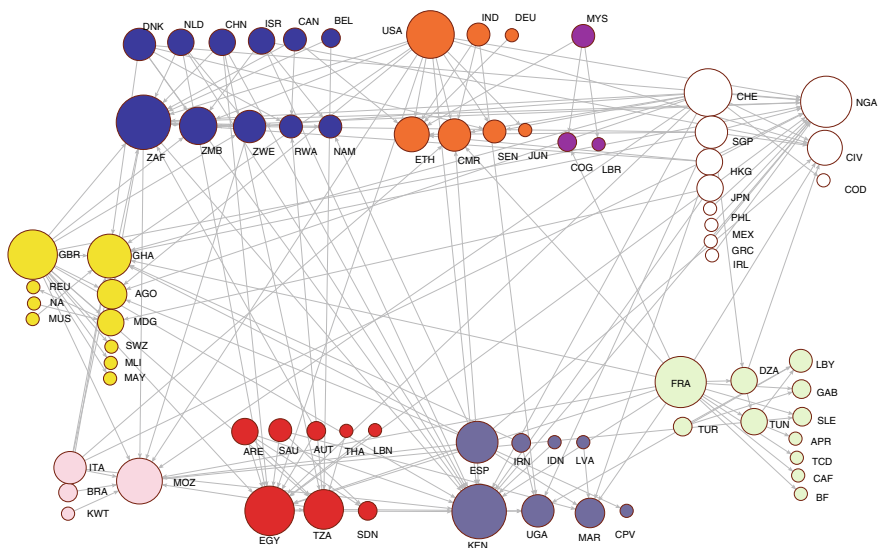 DNK NLD CHN ISR CAN BEL USA IND DEU MYS
CHE NGA
ZAF ZMB ZWE RWA NAM ETH CMR SEN JUN COG LBR SGP CIV
HKG COD
JPN
PHL
MEX
GRC
IRL
GBR GHA
REU AGO
NA
MUS MDG
SWZ
MLI
MAY
FRA DZA LBY
GAB
TUR TUN SLE
APR
TCD
CAF
BF
ARE SAU AUT THA LBN ESP IRN IDN LVA
ITA MOZ
BRA
KWT
EGY TZA SDN KEN UGA MAR CPV